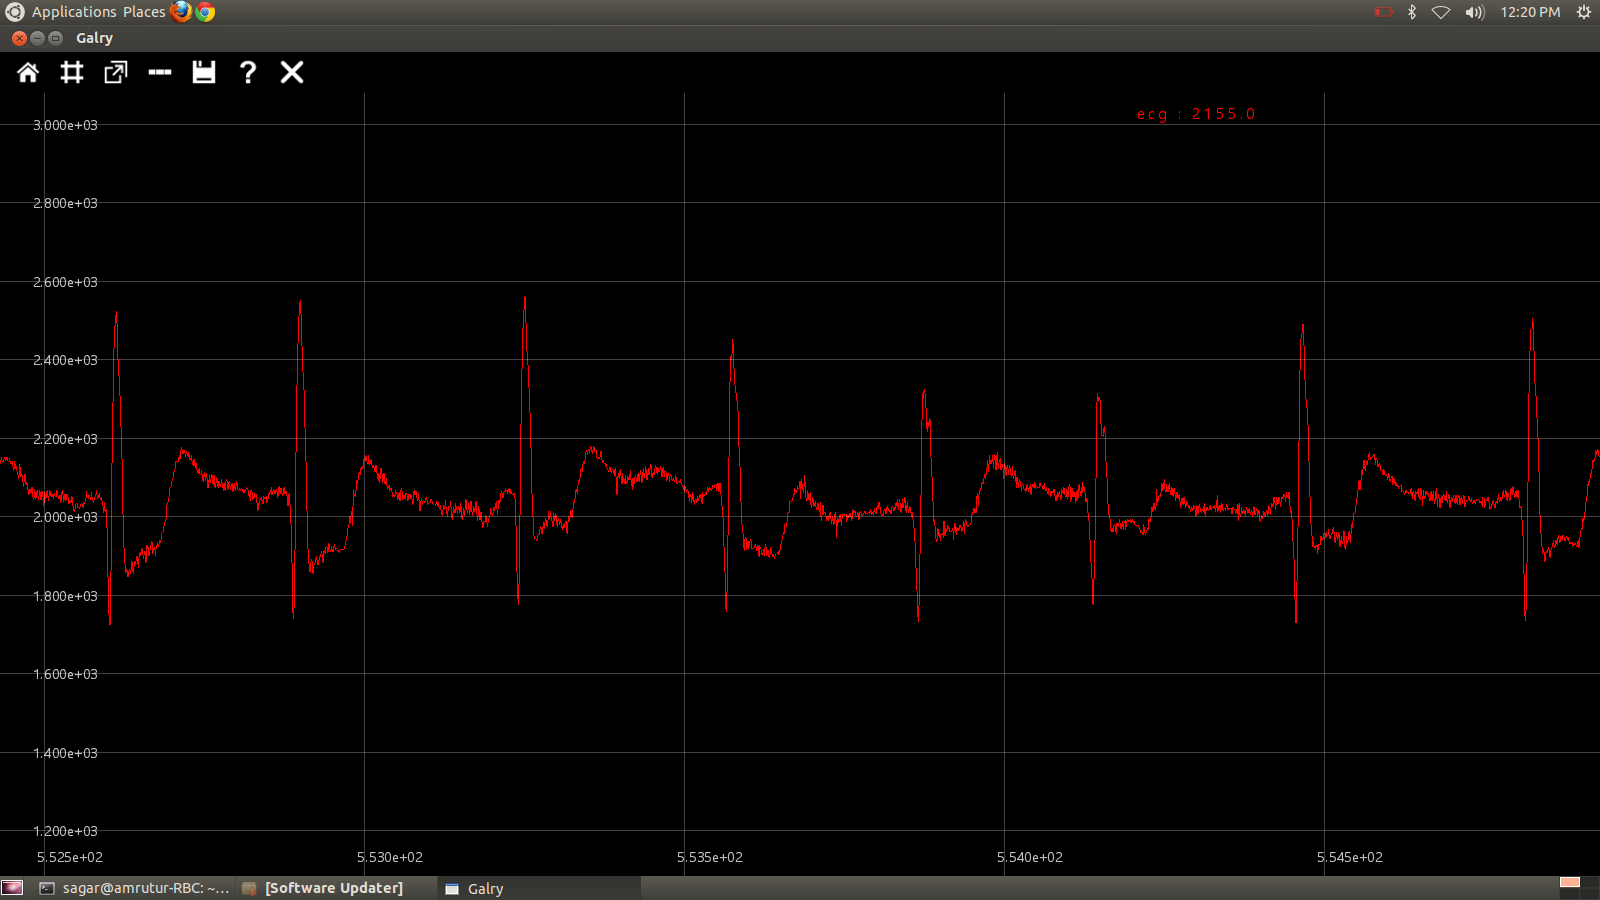 Applications Places 12:20 PM
Galry
?
ecg : 2155.0
3.000e+03
2.800e+03
2.600e+03
2.400e+03
2.200e+03
2.000e+03
1.800e+03
1.600e+03
1.400e+03
1.200e+03
5.525e+02 5.530e+02 5.535e+02 5.540e+02 5.545e+02
sagar@amrutur-RBC: ~... [Software Updater] Galry